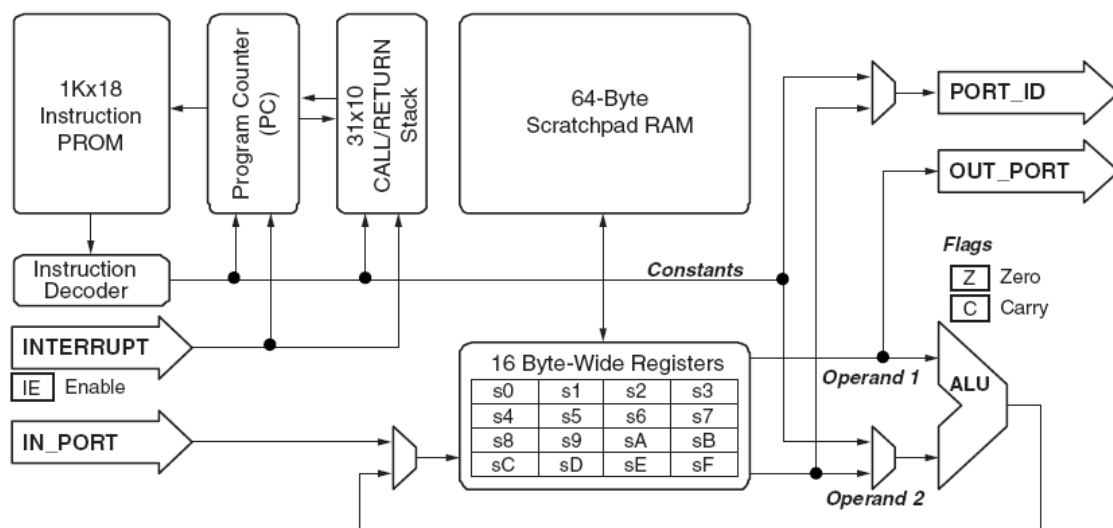 1Kx18
Instruction
PROM
Program Counter
(PC)
31x10
CALL/RETURN
Stack
64-Byte
Scratchpad RAM
PORT_ID
OUT_PORT
Instruction
Decoder
Constants
Flags
Z Zero
C Carry
INTERRUPT
IE Enable
IN_PORT
16 Byte-Wide Registers
s0 s1 s2 s3
s4 s5 s6 s7
s8 s9 sA sB
sC sD sE sF
Operand 1
ALU
Operand 2